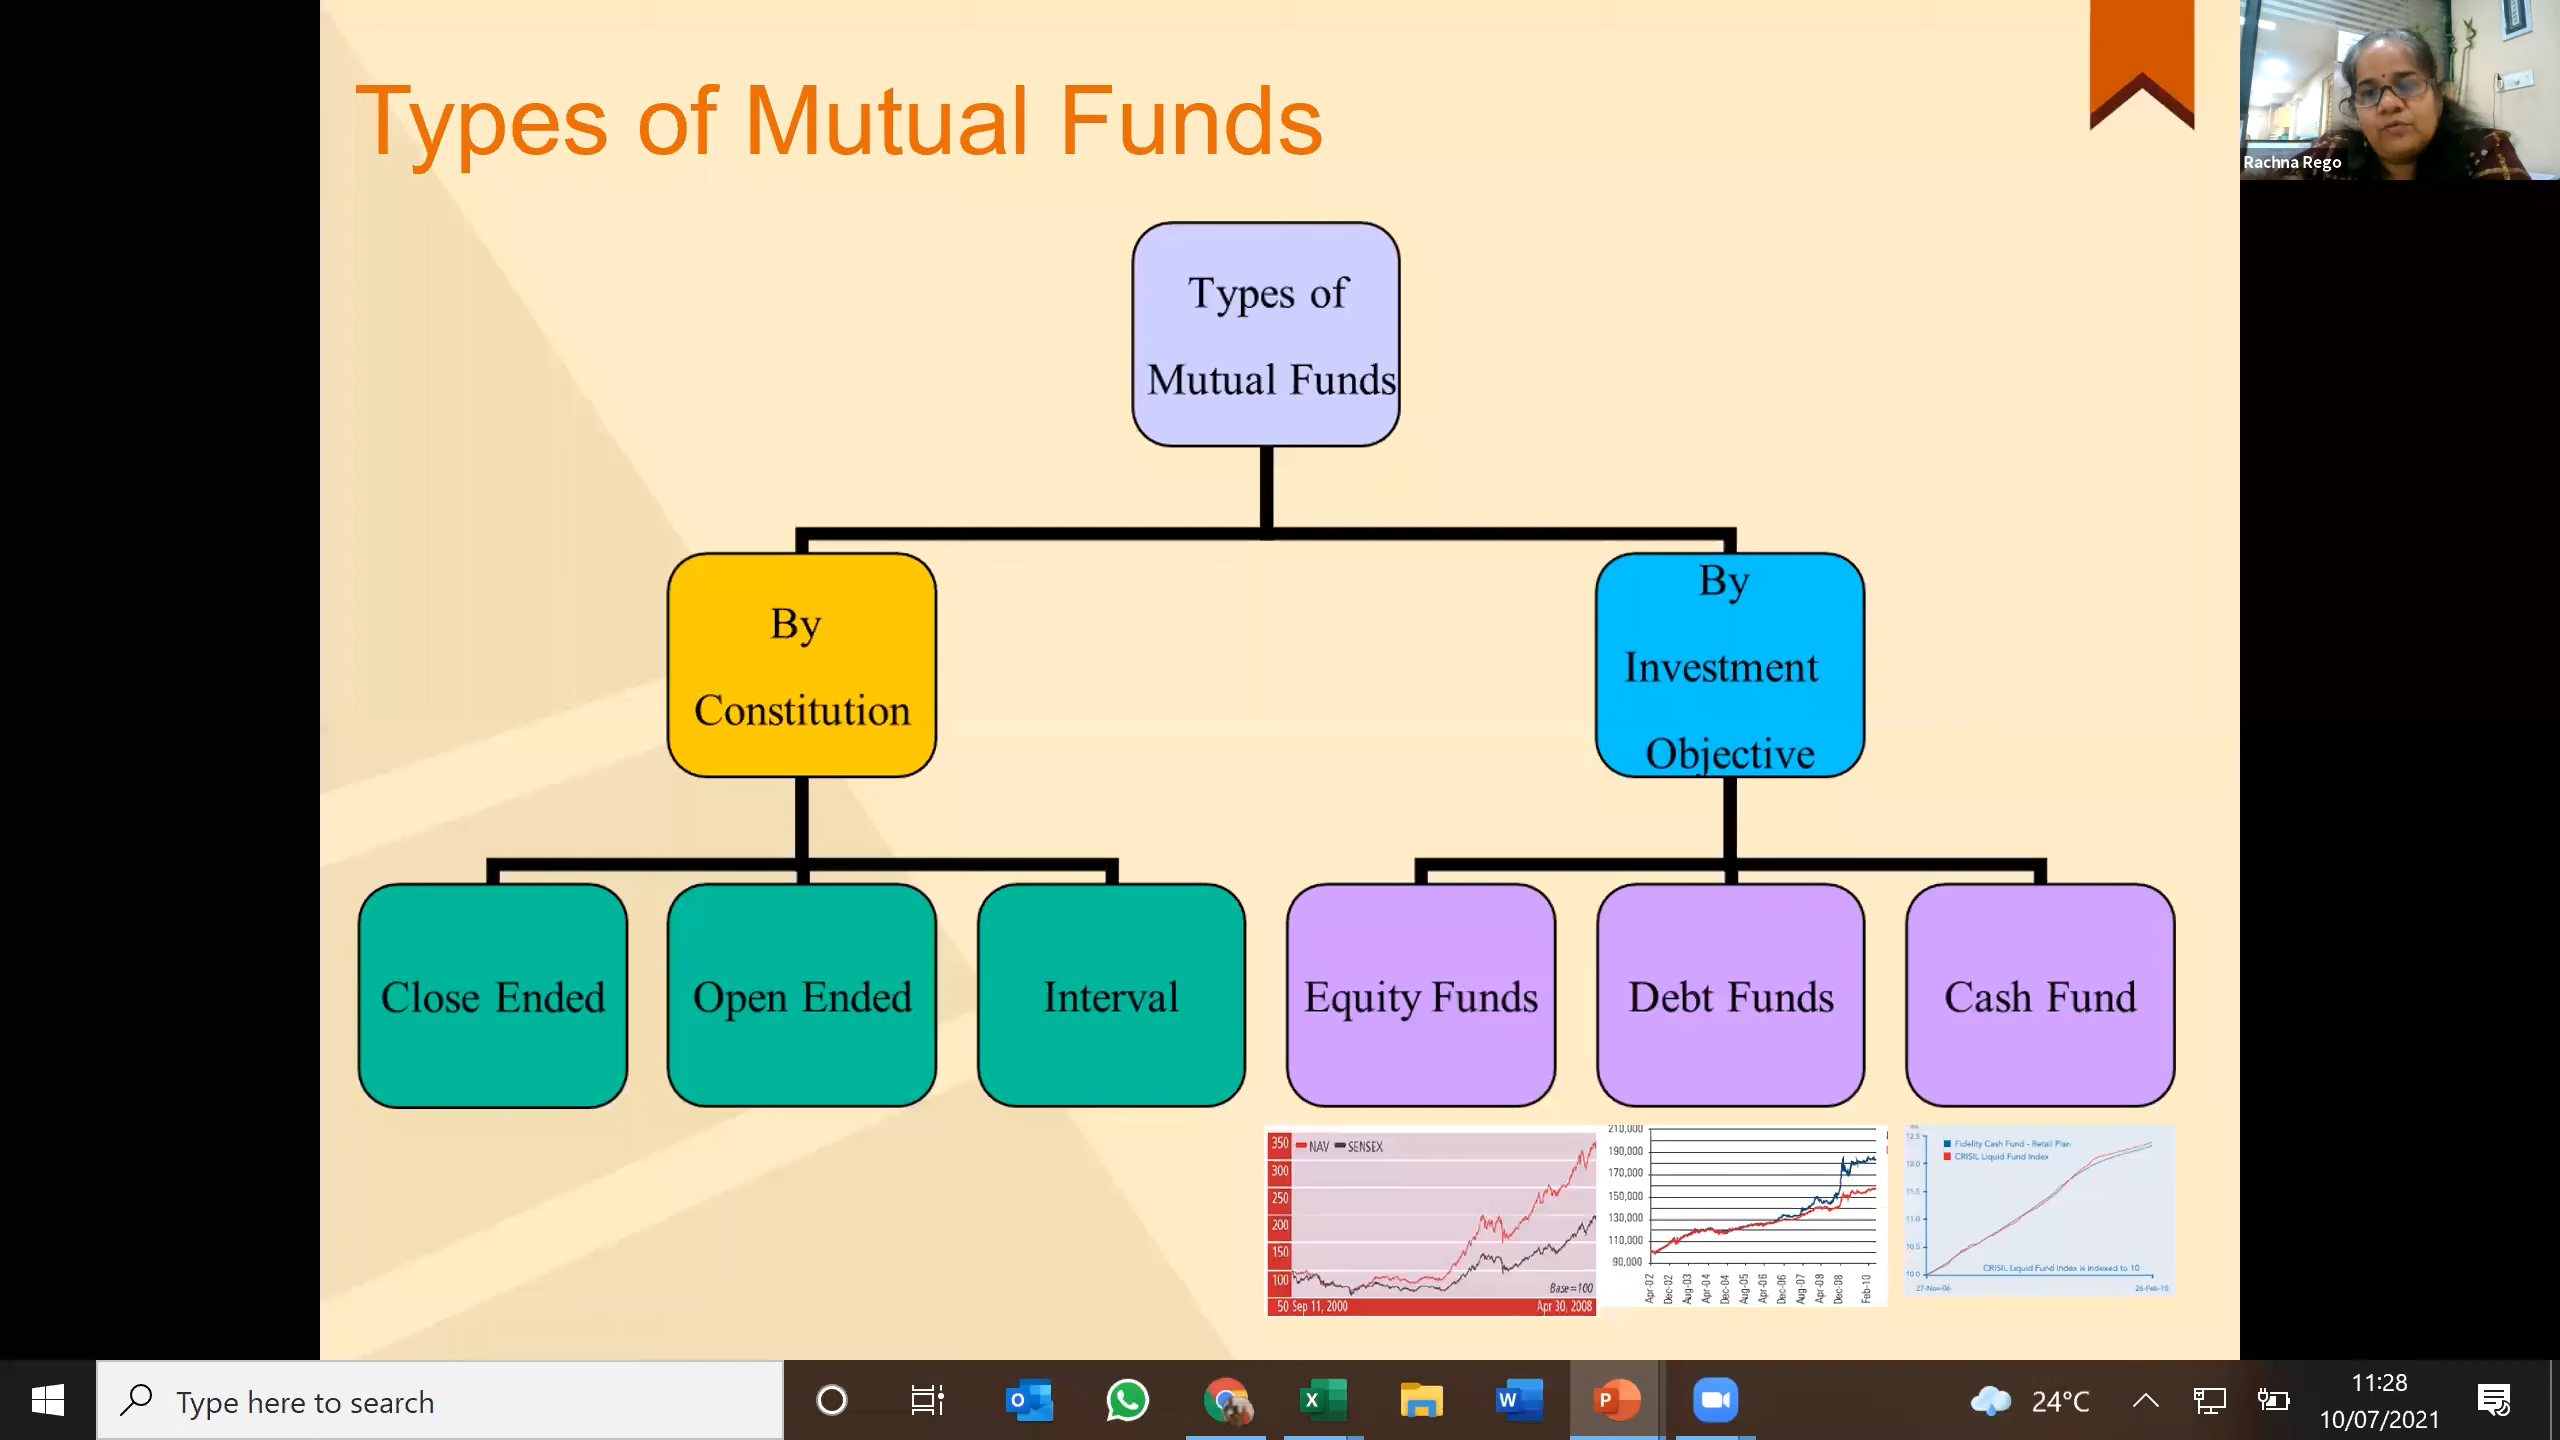 Types of Mutual Funds
Rachna Rego
Types of
Mutual Funds
By
Constitution
By
Investment
Objective
Close Ended
Open Ended
Interval
Equity Funds
Debt Funds
Cash Fund
NAV SENSEX
350
300
250
200
150
100
50
Base=100
Sep 11, 2000
Apr 30, 2008
210,000
190,000
170,000
150,000
130,000
110,000
90,000
Apr-02
Dec-02
Aug-03
Apr-04
Dec-04
Aug-05
Apr-06
Dec-06
Aug-07
Apr-08
Dec-08
Feb-10
Fidelity Cash Fund - Retail Plan
CRISIL Liquid Fund Index
12.5
12.0
11.5
11.0
10.5
10.0
CRISIL Liquid Fund Index is indexed to 10
27-Nov-06
26-Feb-10
Type here to search
24°C
11:28
10/07/2021